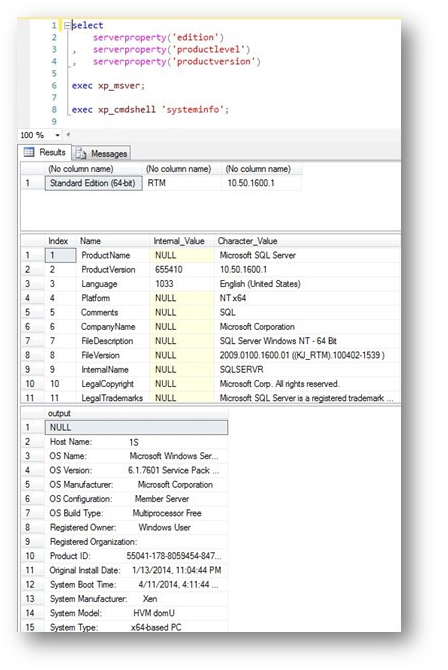 1 select
2 serverproperty('edition')
3 , serverproperty('productlevel')
4 , serverproperty('productversion')
5
6 exec xp_msver;
7
8 exec xp_cmdshell 'systeminfo';
9
100 %
Results Messages
(No column name) (No column name) (No column name)
1 Standard Edition (64-bit) RTM 10.50.1600.1
Index Name Internal_Value Character_Value
1 1 ProductName NULL Microsoft SQL Server
2 2 ProductVersion 655410 10.50.1600.1
3 3 Language 1033 English (United States)
4 4 Platform NULL NT x64
5 5 Comments NULL SQL
6 6 CompanyName NULL Microsoft Corporation
7 7 FileDescription NULL SQL Server Windows NT - 64 Bit
8 8 FileVersion NULL 2009.0100.1600.01 ((KJ_RTM).100402-1539 )
9 9 InternalName NULL SQLSERVR
10 10 LegalCopyright NULL Microsoft Corp. All rights reserved.
11 11 LegalTrademarks NULL Microsoft SQL Server is a registered trademark ...
output
1 NULL
2 Host Name: 1S
3 OS Name: Microsoft Windows Ser...
4 OS Version: 6.1.7601 Service Pack ...
5 OS Manufacturer: Microsoft Corporation
6 OS Configuration: Member Server
7 OS Build Type: Multiprocessor Free
8 Registered Owner: Windows User
9 Registered Organization:
10 Product ID: 55041-178-8059454-847...
11 Original Install Date: 1/13/2014, 11:04:44 PM
12 System Boot Time: 4/11/2014, 4:11:44 ...
13 System Manufacturer: Xen
14 System Model: HVM domU
15 System Type: x64-based PC